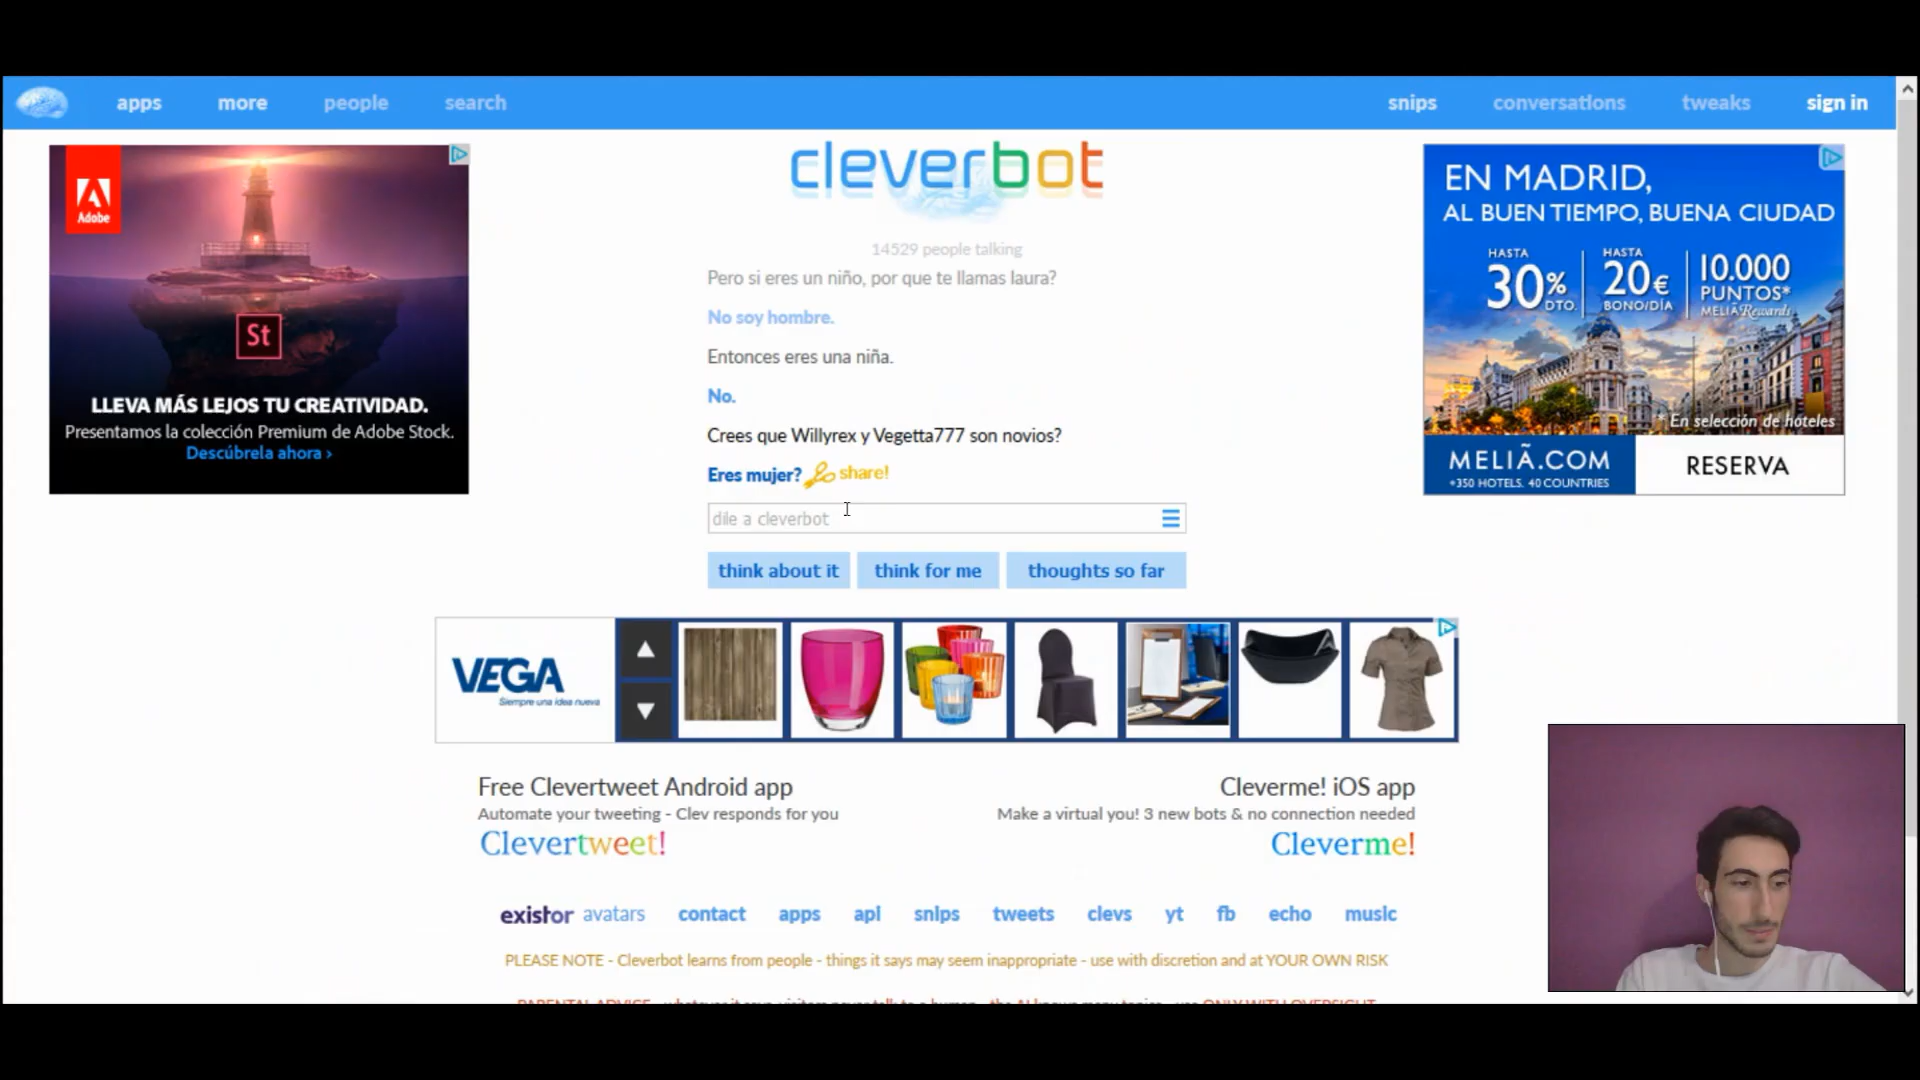 apps more people search snips conversations tweaks sign in
Adobe
St
LLEVA MÁS LEJOS TU CREATIVIDAD.
Presentamos la colección Premium de Adobe Stock.
Descúbrela ahora ›
cleverbot
14529 people talking
Pero si eres un niño, por que te llamas laura?
No soy hombre.
Entonces eres una niña.
No.
Crees que Willyrex y Vegetta777 son novios?
Eres mujer? share!
dile a cleverbot
think about it think for me thoughts so far
EN MADRID,
AL BUEN TIEMPO, BUENA CIUDAD
HASTA 30% DTO.
HASTA 20€ BONO/DÍA
10.000 PUNTOS*
MELIÃ Rewards
* En selección de hoteles
MELIÃ.COM
+350 HOTELS. 40 COUNTRIES
RESERVA
VEGA
Siempre una idea nueva
Free Clevertweet Android app
Automate your tweeting - Clev responds for you
Clevertweet!
Cleverme! iOS app
Make a virtual you! 3 new bots & no connection needed
Cleverme!
existor avatars contact apps api snips tweets clevs yt fb echo music
PLEASE NOTE - Cleverbot learns from people - things it says may seem inappropriate - use with discretion and at YOUR OWN RISK